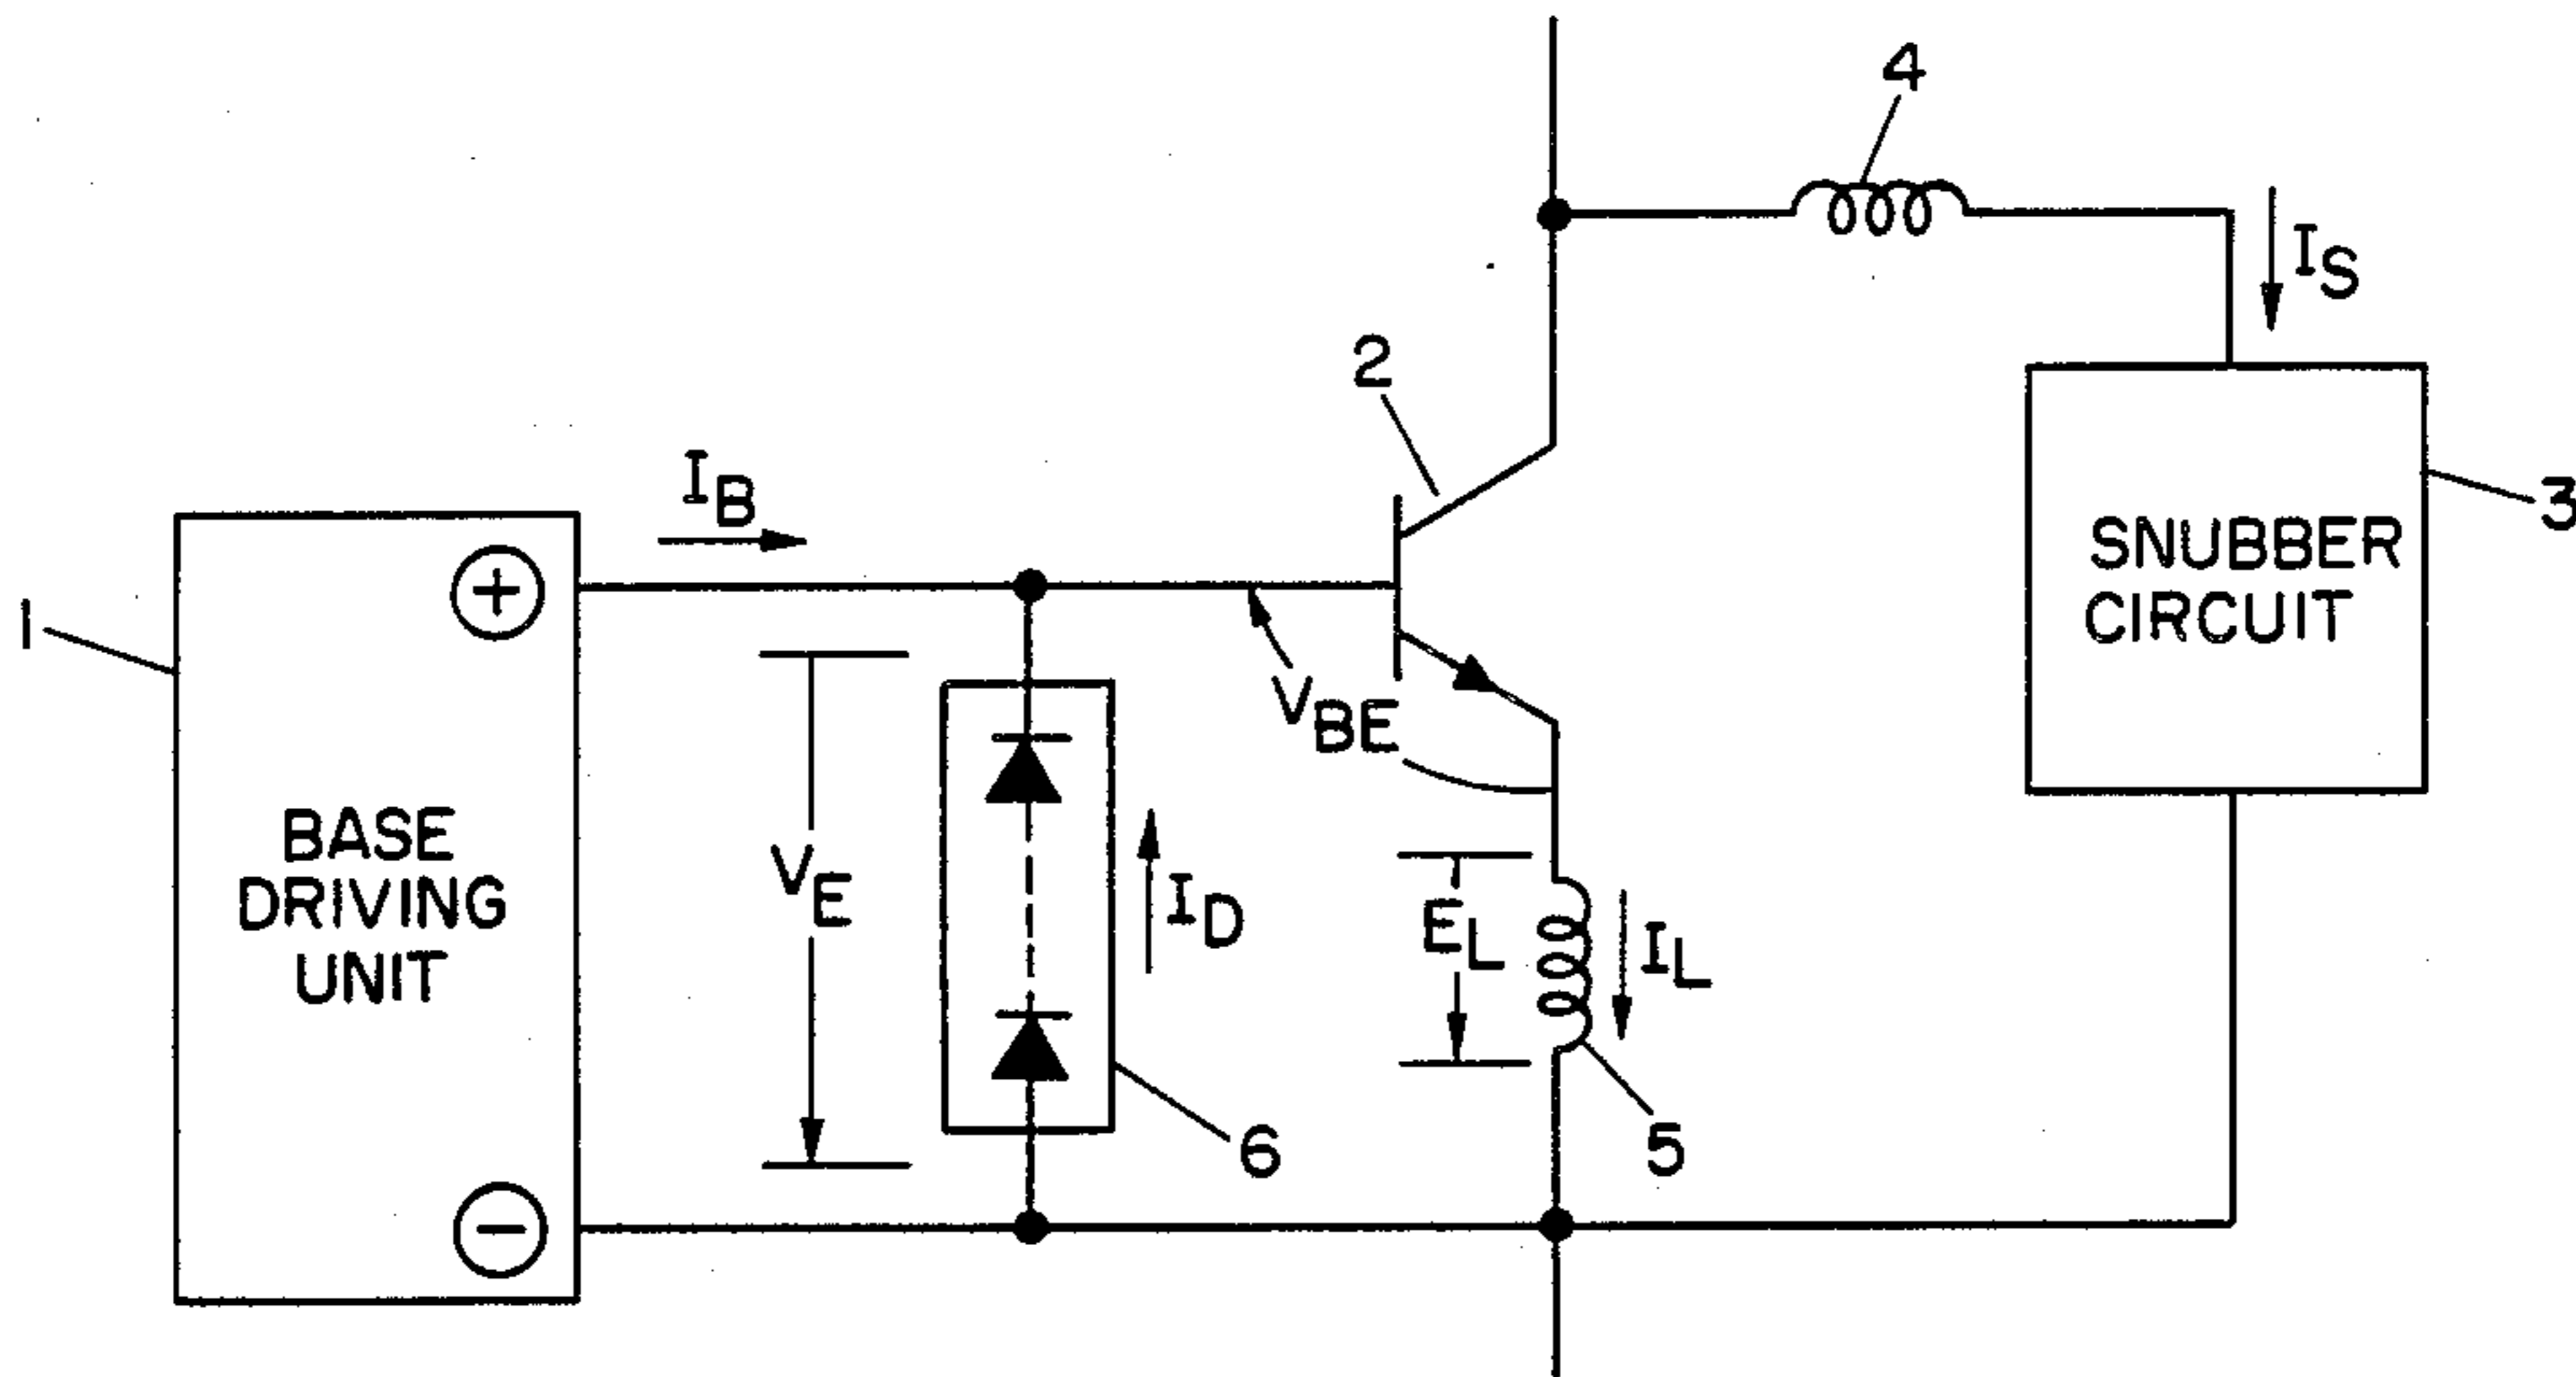 4
I_S
2
I_B
3
SNUBBER
CIRCUIT
+
1
V_BE
BASE
DRIVING
UNIT
V_E
I_D
E_L
I_L
6
5
−